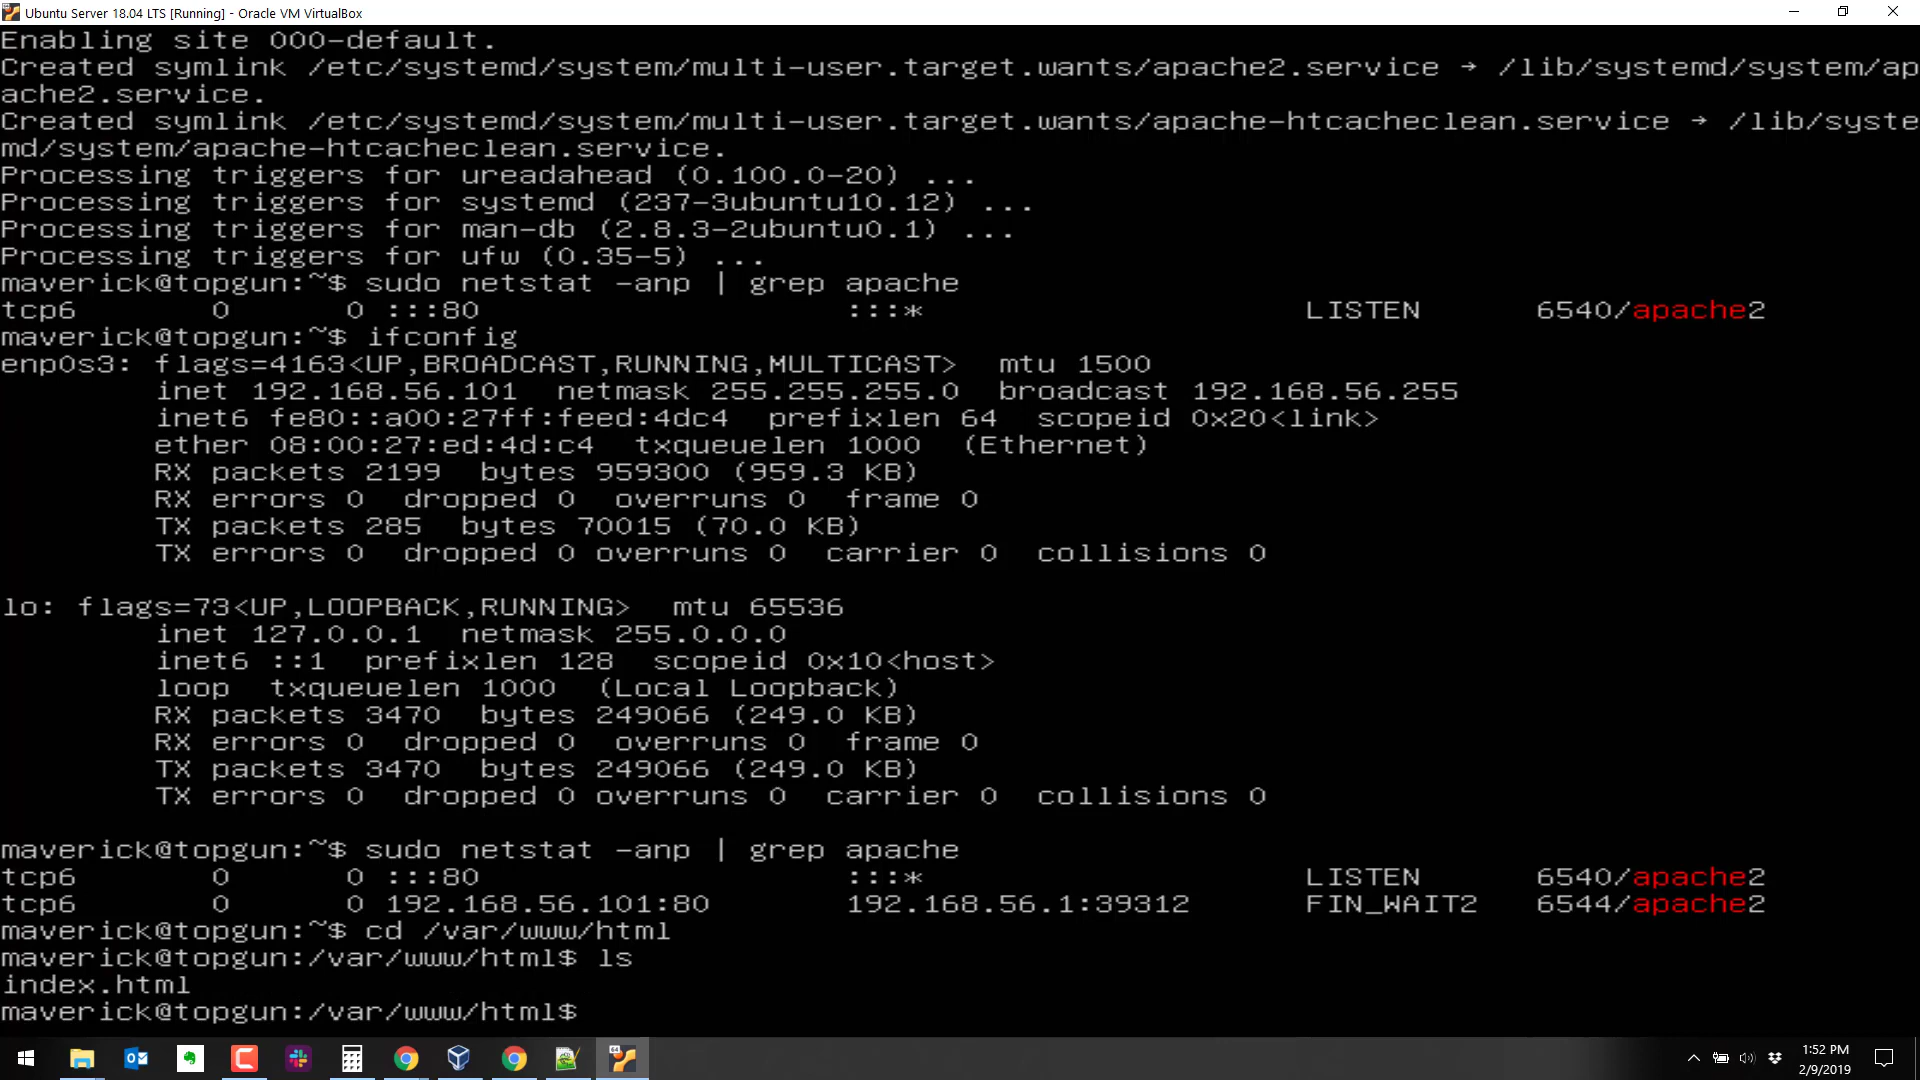 Ubuntu Server 18.04 LTS [Running] - Oracle VM VirtualBox
Enabling site 000-default.
Created symlink /etc/systemd/system/multi-user.target.wants/apache2.service → /lib/systemd/system/ap
ache2.service.
Created symlink /etc/systemd/system/multi-user.target.wants/apache-htcacheclean.service → /lib/syste
md/system/apache-htcacheclean.service.
Processing triggers for ureadahead (0.100.0-20) ...
Processing triggers for systemd (237-3ubuntu10.12) ...
Processing triggers for man-db (2.8.3-2ubuntu0.1) ...
Processing triggers for ufw (0.35-5) ...
maverick@topgun:~$ sudo netstat -anp | grep apache
tcp6       0      0 :::80                   :::*                    LISTEN      6540/apache2
maverick@topgun:~$ ifconfig
enp0s3: flags=4163<UP,BROADCAST,RUNNING,MULTICAST>  mtu 1500
        inet 192.168.56.101  netmask 255.255.255.0  broadcast 192.168.56.255
        inet6 fe80::a00:27ff:feed:4dc4  prefixlen 64  scopeid 0x20<link>
        ether 08:00:27:ed:4d:c4  txqueuelen 1000  (Ethernet)
        RX packets 2199  bytes 959300 (959.3 KB)
        RX errors 0  dropped 0  overruns 0  frame 0
        TX packets 285  bytes 70015 (70.0 KB)
        TX errors 0  dropped 0 overruns 0  carrier 0  collisions 0
lo: flags=73<UP,LOOPBACK,RUNNING>  mtu 65536
        inet 127.0.0.1  netmask 255.0.0.0
        inet6 ::1  prefixlen 128  scopeid 0x10<host>
        loop  txqueuelen 1000  (Local Loopback)
        RX packets 3470  bytes 249066 (249.0 KB)
        RX errors 0  dropped 0  overruns 0  frame 0
        TX packets 3470  bytes 249066 (249.0 KB)
        TX errors 0  dropped 0 overruns 0  carrier 0  collisions 0
maverick@topgun:~$ sudo netstat -anp | grep apache
tcp6       0      0 :::80                   :::*                    LISTEN      6540/apache2
tcp6       0      0 192.168.56.101:80       192.168.56.1:39312      FIN_WAIT2   6544/apache2
maverick@topgun:~$ cd /var/www/html
maverick@topgun:/var/www/html$ ls
index.html
maverick@topgun:/var/www/html$
1:52 PM
2/9/2019